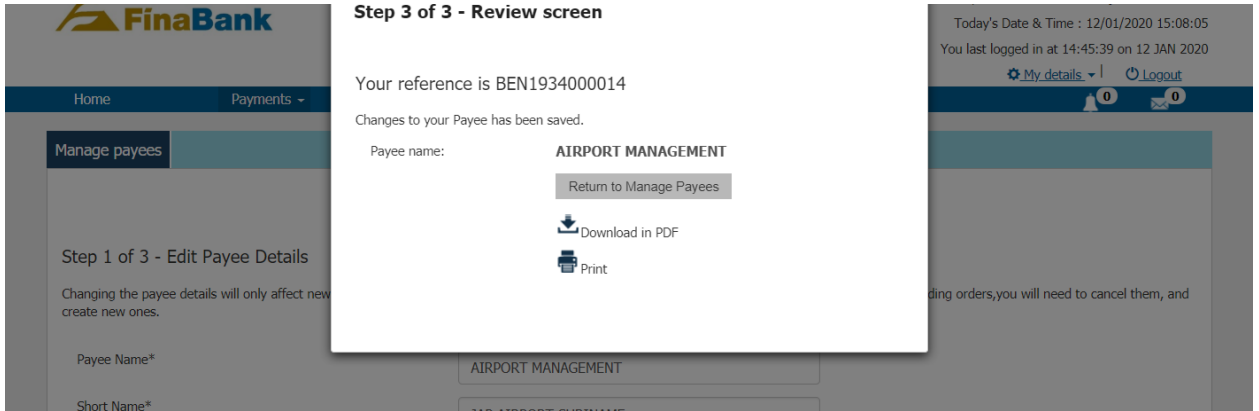 FinaBank
Step 3 of 3 - Review screen
Today's Date & Time : 12/01/2020 15:08:05
You last logged in at 14:45:39 on 12 JAN 2020
My details
Logout
Your reference is BEN1934000014
Home
Payments
0
0
Changes to your Payee has been saved.
Manage payees
Payee name:
AIRPORT MANAGEMENT
Return to Manage Payees
Download in PDF
Print
Step 1 of 3 - Edit Payee Details
Changing the payee details will only affect new
ding orders,you will need to cancel them, and
create new ones.
Payee Name*
AIRPORT MANAGEMENT
Short Name*
AIRPORT SURINAME